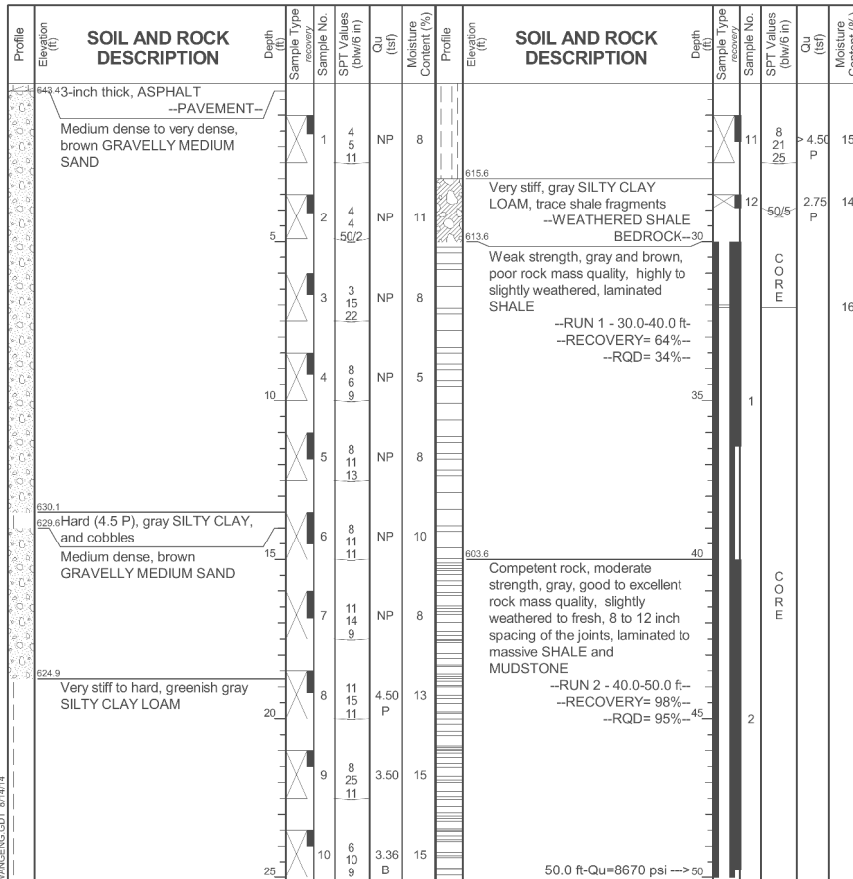 Profile
Elevation (ft)
SOIL AND ROCK
DESCRIPTION
Depth (ft)
Sample Type
recovery
Sample No.
SPT Values
(blw/6 in)
Qu
(tsf)
Moisture
Content (%)
643.4 3-inch thick, ASPHALT
--PAVEMENT--
Medium dense to very dense,
brown GRAVELLY MEDIUM
SAND
1
4
5
11
NP
8
2
4
4
50/2
NP
11
5
3
3
15
22
NP
8
4
8
6
9
NP
5
10
5
8
11
13
NP
8
630.1
629.6 Hard (4.5 P), gray SILTY CLAY,
and cobbles
6
8
11
11
NP
10
15
Medium dense, brown
GRAVELLY MEDIUM SAND
7
11
14
9
NP
8
624.9
Very stiff to hard, greenish gray
SILTY CLAY LOAM
8
11
15
11
4.50
P
13
20
9
8
25
11
3.50
15
10
6
10
9
3.36
B
15
25
WANGENG.GDT 8/14/14
Profile
Elevation (ft)
SOIL AND ROCK
DESCRIPTION
Depth (ft)
Sample Type
recovery
Sample No.
SPT Values
(blw/6 in)
Qu
(tsf)
Moisture
Content (%)
11
8
21
25
> 4.50
P
15
615.6
Very stiff, gray SILTY CLAY
LOAM, trace shale fragments
--WEATHERED SHALE
BEDROCK--
12
50/5
2.75
P
14
613.6
30
Weak strength, gray and brown,
poor rock mass quality, highly to
slightly weathered, laminated
SHALE
--RUN 1 - 30.0-40.0 ft-
--RECOVERY= 64%--
--RQD= 34%--
CORE
16
35
1
603.6
40
Competent rock, moderate
strength, gray, good to excellent
rock mass quality, slightly
weathered to fresh, 8 to 12 inch
spacing of the joints, laminated to
massive SHALE and
MUDSTONE
--RUN 2 - 40.0-50.0 ft--
--RECOVERY= 98%--
--RQD= 95%--
CORE
45
2
50.0 ft-Qu=8670 psi --->
50